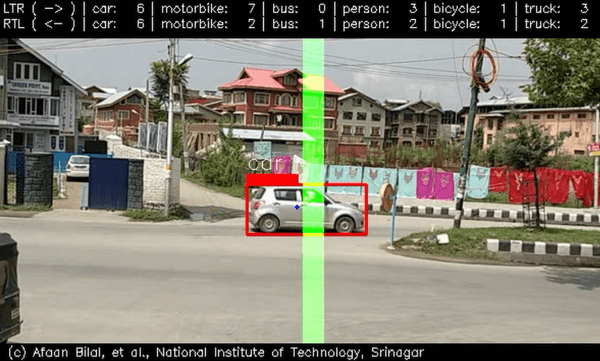 LTR ( -> ) | car: 6 | motorbike: 7 | bus: 0 | person: 3 | bicycle: 1 | truck: 3
RTL ( <- ) | car: 6 | motorbike: 2 | bus: 1 | person: 2 | bicycle: 1 | truck: 2
car
(c) Afaan Bilal, et al., National Institute of Technology, Srinagar